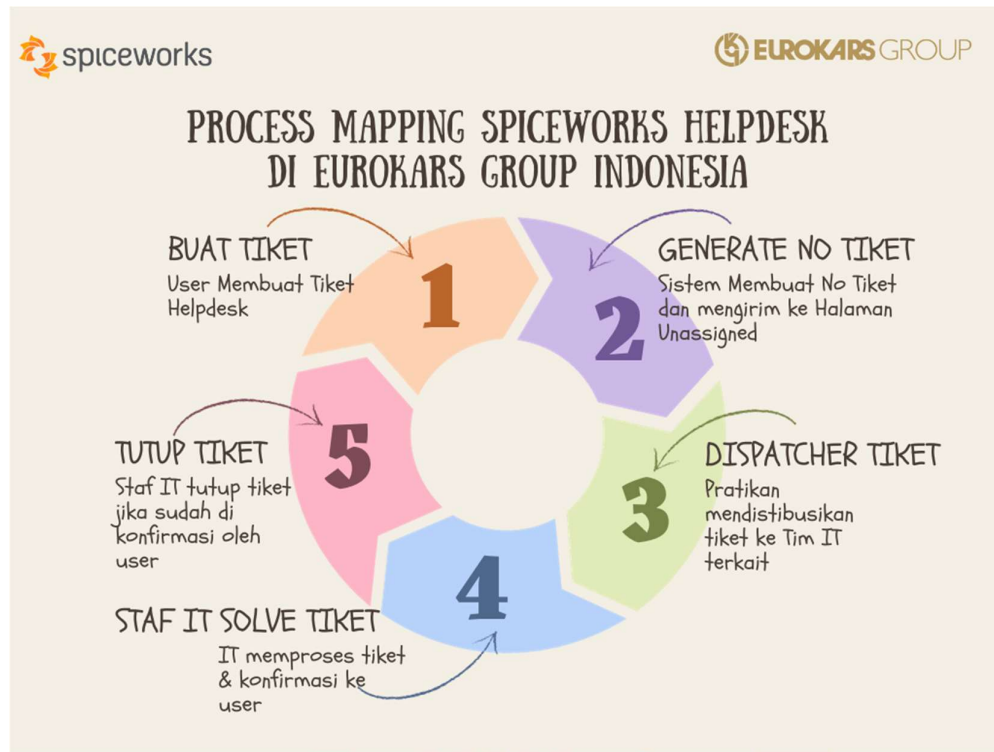 spiceworks
EUROKARS GROUP
PROCESS MAPPING SPICEWORKS HELPDESK
DI EUROKARS GROUP INDONESIA
BUAT TIKET
User Membuat Tiket
Helpdesk
1
GENERATE NO TIKET
Sistem Membuat No Tiket
dan mengirim ke Halaman
Unassigned
2
DISPATCHER TIKET
Pratikan
mendistibusikan
tiket ke Tim IT
terkait
3
STAF IT SOLVE TIKET
IT memproses tiket
& konfirmasi ke
user
4
TUTUP TIKET
Staf IT tutup tiket
jika sudah di
konfirmasi oleh
user
5